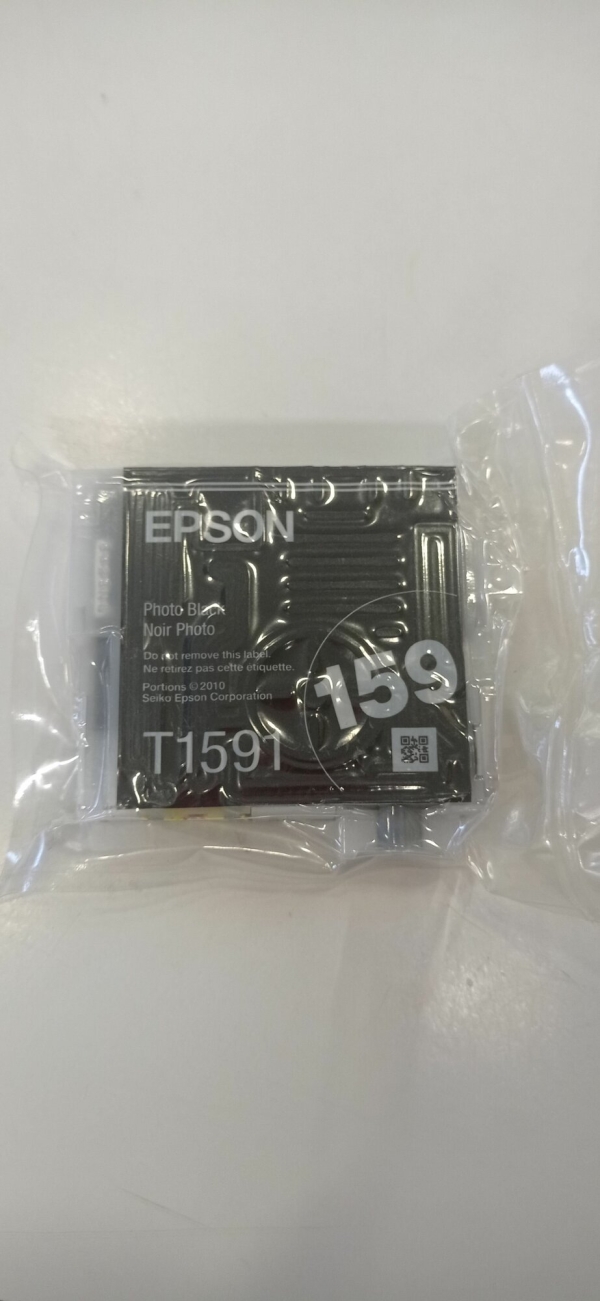 EPSON
Photo Black
Noir Photo
Do not remove this label.
Ne retirez pas cette étiquette.
Portions ©2010
Seiko Epson Corporation
159
T1591